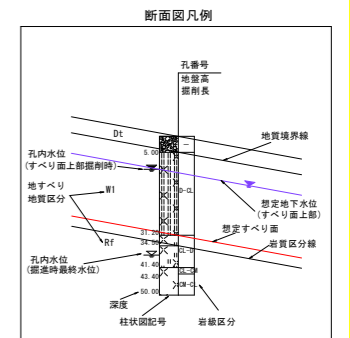 断面図凡例
孔番号
地盤高
掘削長
Dt
5.00
地質境界線
孔内水位
(すべり面上部掘削時)
地すべり
地質区分
W1
D-CL
想定地下水位
(すべり面上部)
31.20
34.90
Rf
CL-D
想定すべり面
岩質区分線
孔内水位
(掘進時最終水位)
41.40
43.40
CL-CM
CM-CL
50.00
深度
柱状図記号
岩級区分